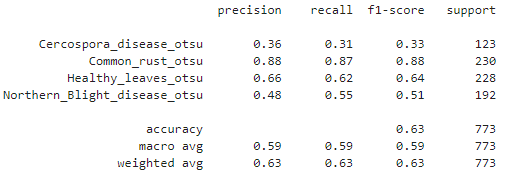 precision recall f1-score support
Cercospora_disease_otsu 0.36 0.31 0.33 123
Common_rust_otsu 0.88 0.87 0.88 230
Healthy_leaves_otsu 0.66 0.62 0.64 228
Northern_Blight_disease_otsu 0.48 0.55 0.51 192
accuracy 0.63 773
macro avg 0.59 0.59 0.59 773
weighted avg 0.63 0.63 0.63 773